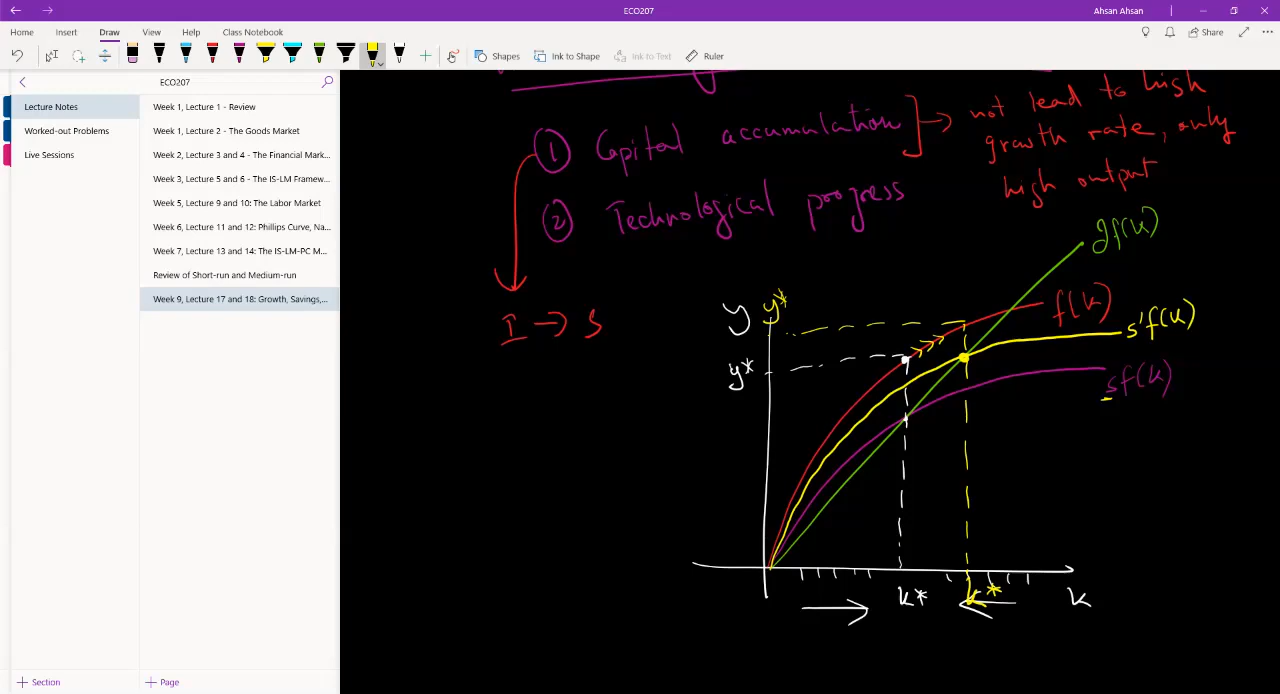 ECO207
Ahsan Ahsan
Home Insert Draw View Help Class Notebook
Shapes Ink to Shape Ink to Text Ruler Share
ECO207
Lecture Notes
Worked-out Problems
Live Sessions
Week 1, Lecture 1 - Review
Week 1, Lecture 2 - The Goods Market
Week 2, Lecture 3 and 4 - The Financial Mark...
Week 3, Lecture 5 and 6 - The IS-LM Framew...
Week 5, Lecture 9 and 10: The Labor Market
Week 6, Lecture 11 and 12: Phillips Curve, Na...
Week 7, Lecture 13 and 14: The IS-LM-PC M...
Review of Short-run and Medium-run
Week 9, Lecture 17 and 18: Growth, Savings,...
Section
Page
① Capital accumulation
not lead to high
growth rate, only
high output
② Technological progress
I → S
y y*
y*
f(k)
s'f(k)
sf(k)
k* k* k